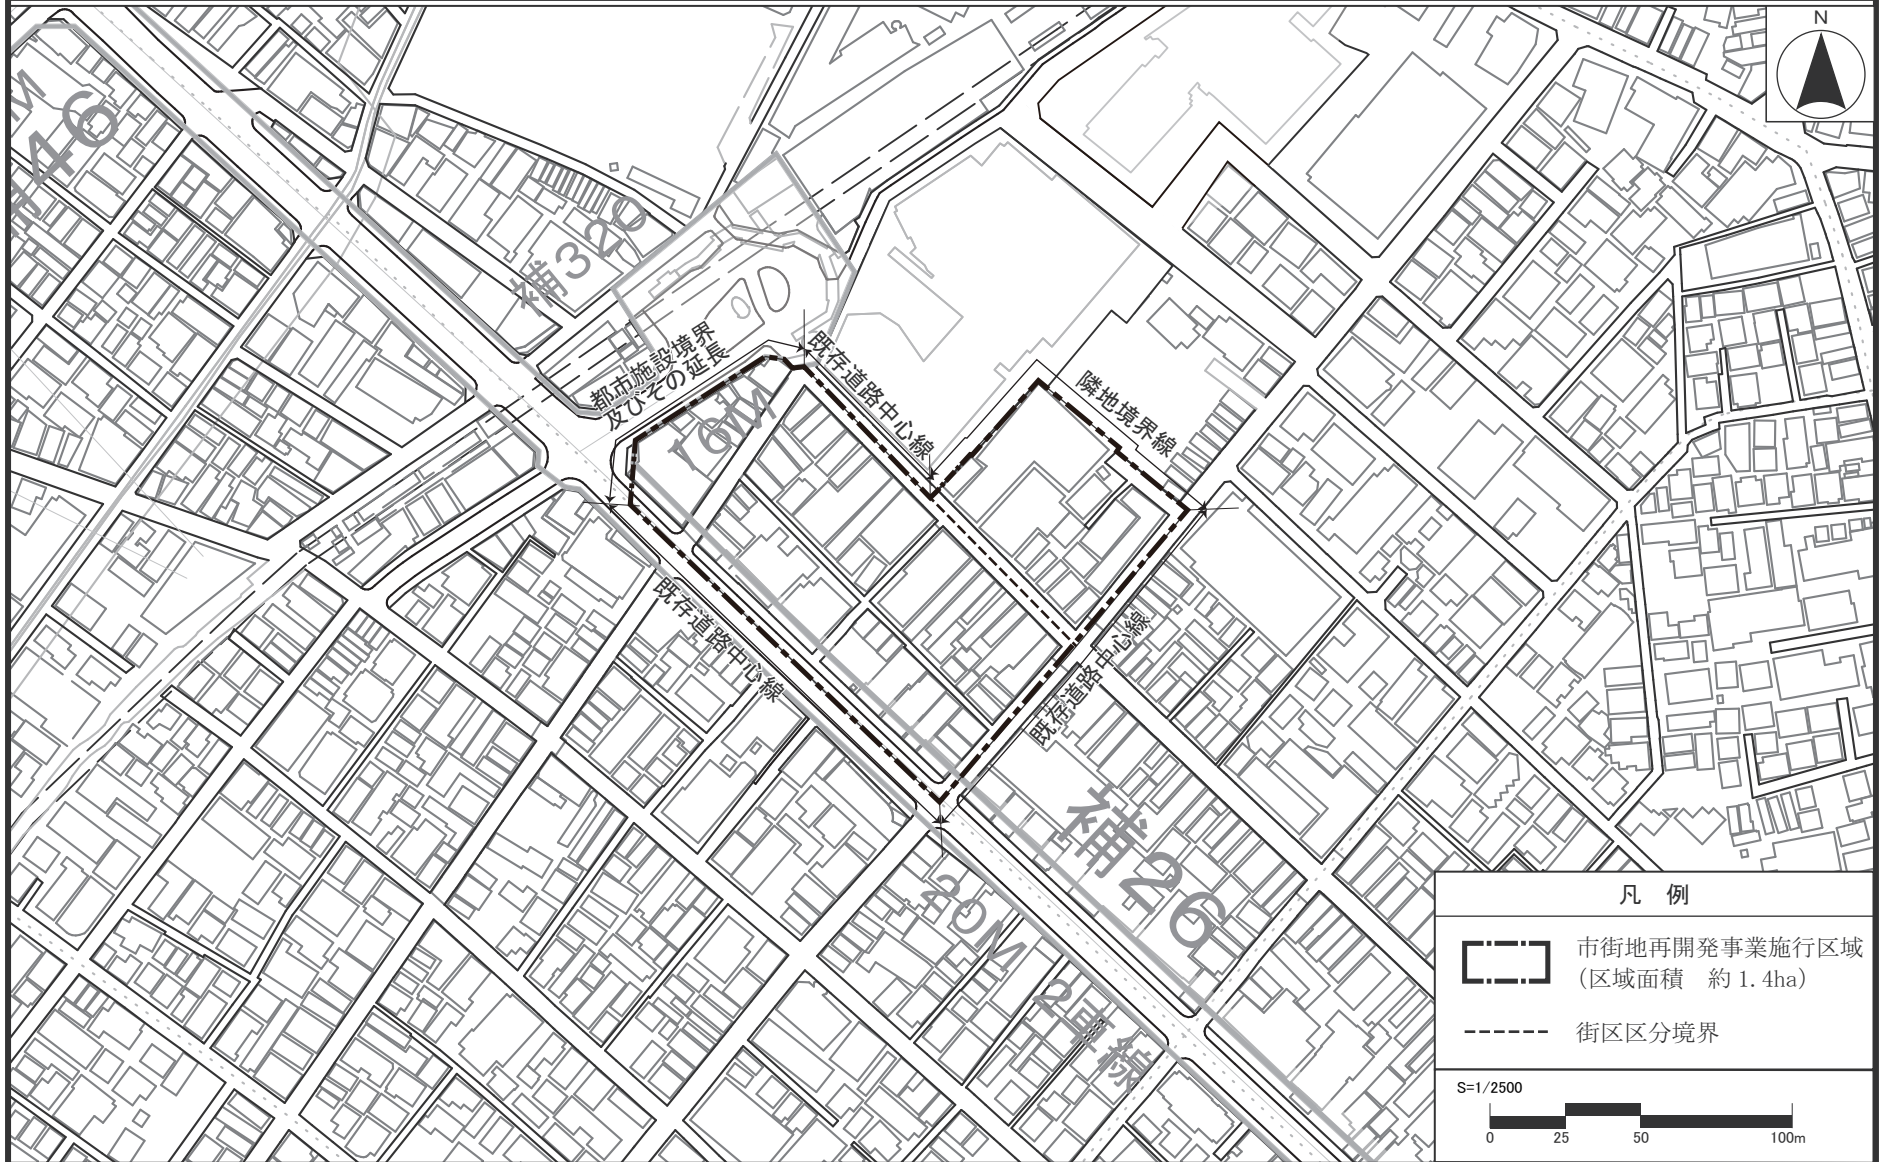 N
補46
補320
都市施設境界
及びその延長
既存道路中心線
隣地境界線
16M
既存道路中心線
既存道路中心線
補26
20M
2車線
凡 例
市街地再開発事業施行区域
(区域面積 約1.4ha)
街区区分境界
S=1/2500
0 25 50 100m